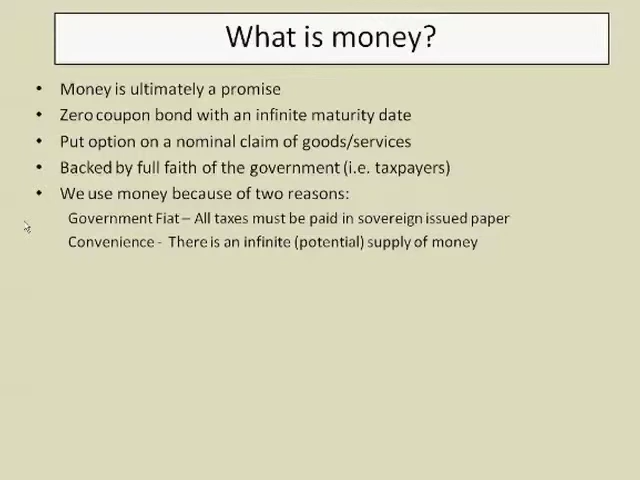 What is money?
• Money is ultimately a promise
• Zero coupon bond with an infinite maturity date
• Put option on a nominal claim of goods/services
• Backed by full faith of the government (i.e. taxpayers)
• We use money because of two reasons:
Government Fiat – All taxes must be paid in sovereign issued paper
Convenience - There is an infinite (potential) supply of money